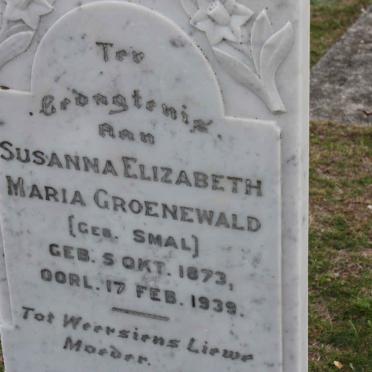 Ter
Gedagtenis
Aan
SUSANNA ELIZABETH
MARIA GROENEWALD
[GEB. SMAL]
GEB. 5 OKT. 1873,
OORL. 17 FEB. 1939.
Tot Weersiens Liewe
Moeder.